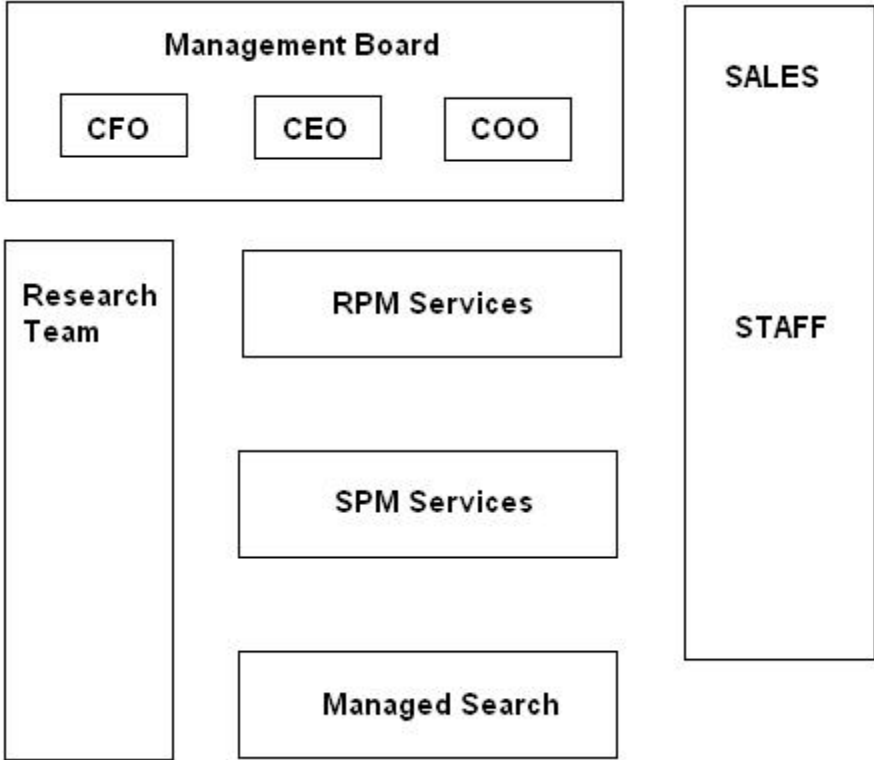 Management Board
CFO
CEO
COO
SALES
STAFF
Research
Team
RPM Services
SPM Services
Managed Search